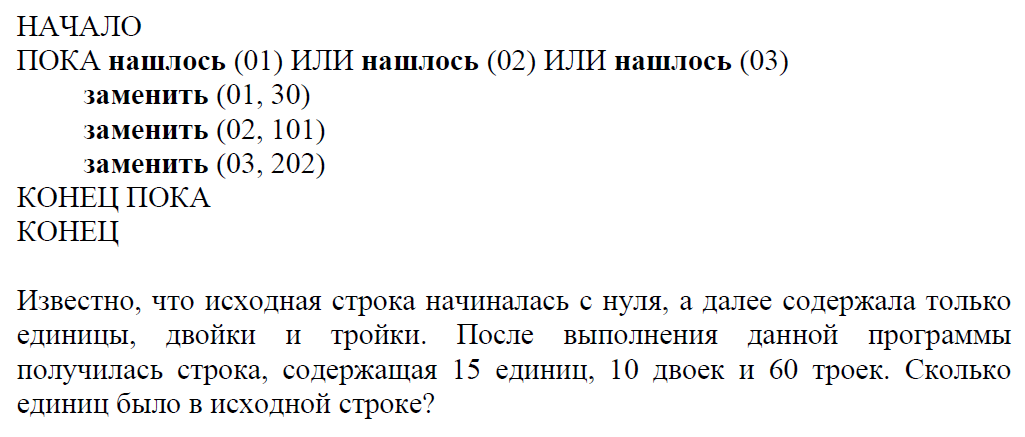 НАЧАЛО
ПОКА нашлось (01) ИЛИ нашлось (02) ИЛИ нашлось (03)
заменить (01, 30)
заменить (02, 101)
заменить (03, 202)
КОНЕЦ ПОКА
КОНЕЦ
Известно, что исходная строка начиналась с нуля, а далее содержала только
единицы, двойки и тройки. После выполнения данной программы
получилась строка, содержащая 15 единиц, 10 двоек и 60 троек. Сколько
единиц было в исходной строке?